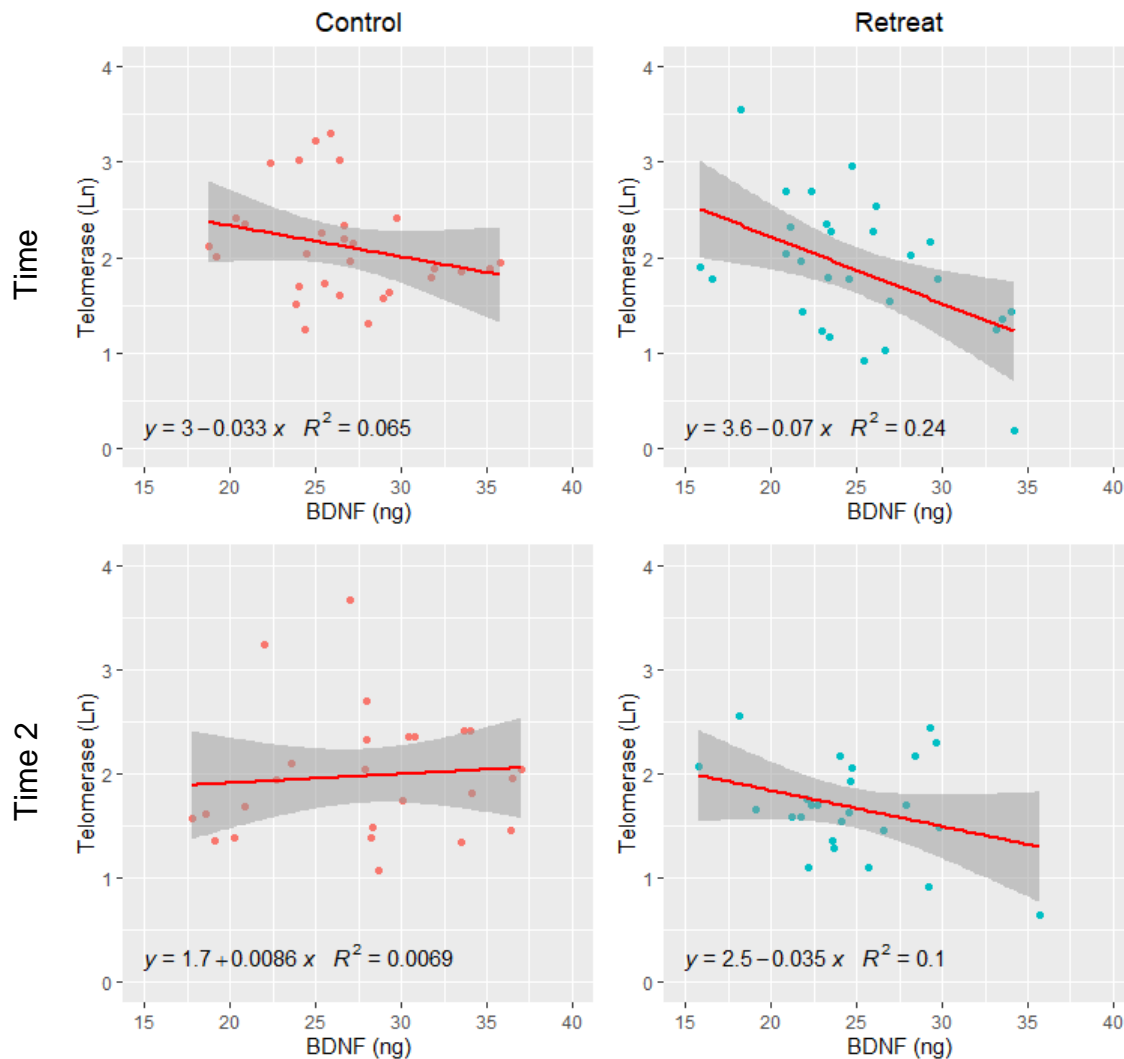 Control
Retreat
Time
Telomerase (Ln)
4
3
2
1
0
y = 3 − 0.033 x R² = 0.065
15 20 25 30 35 40
BDNF (ng)
Telomerase (Ln)
4
3
2
1
0
y = 3.6 − 0.07 x R² = 0.24
15 20 25 30 35 40
BDNF (ng)
Time 2
Telomerase (Ln)
4
3
2
1
0
y = 1.7 + 0.0086 x R² = 0.0069
15 20 25 30 35 40
BDNF (ng)
Telomerase (Ln)
4
3
2
1
0
y = 2.5 − 0.035 x R² = 0.1
15 20 25 30 35 40
BDNF (ng)